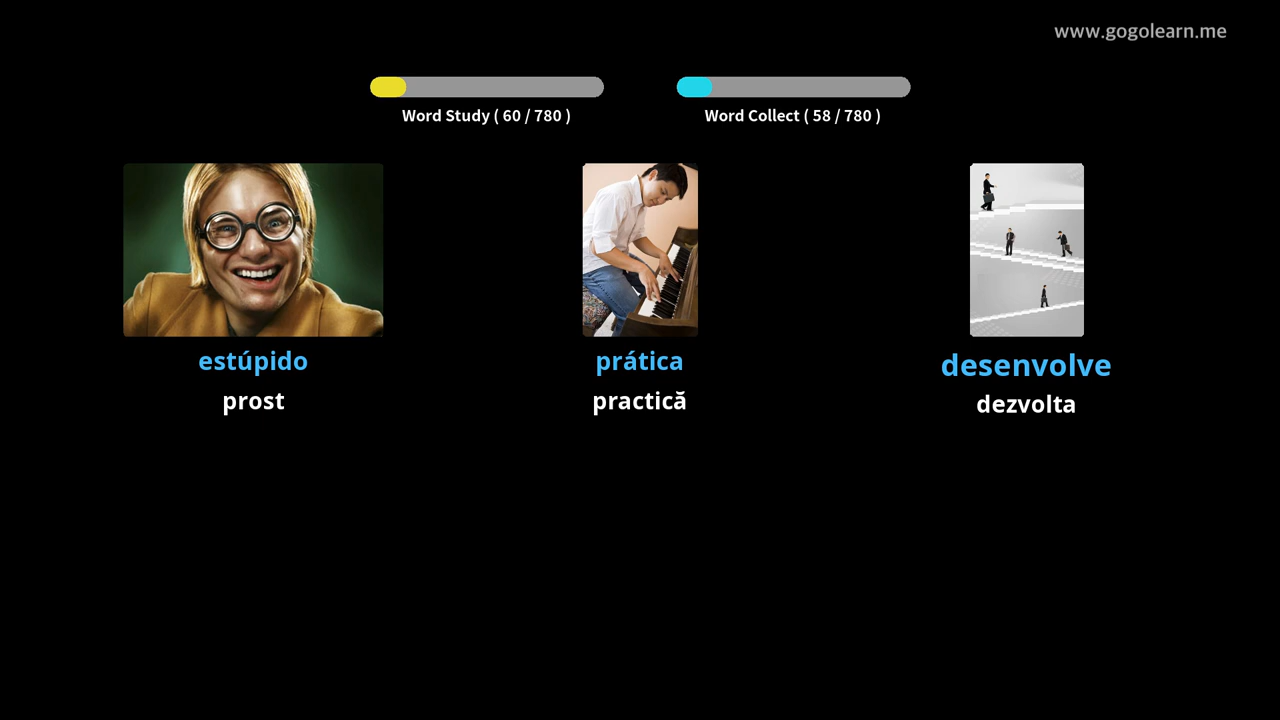 www.gogolearn.me
Word Study ( 60 / 780 )
Word Collect ( 58 / 780 )
estúpido
prost
prática
practică
desenvolve
dezvolta